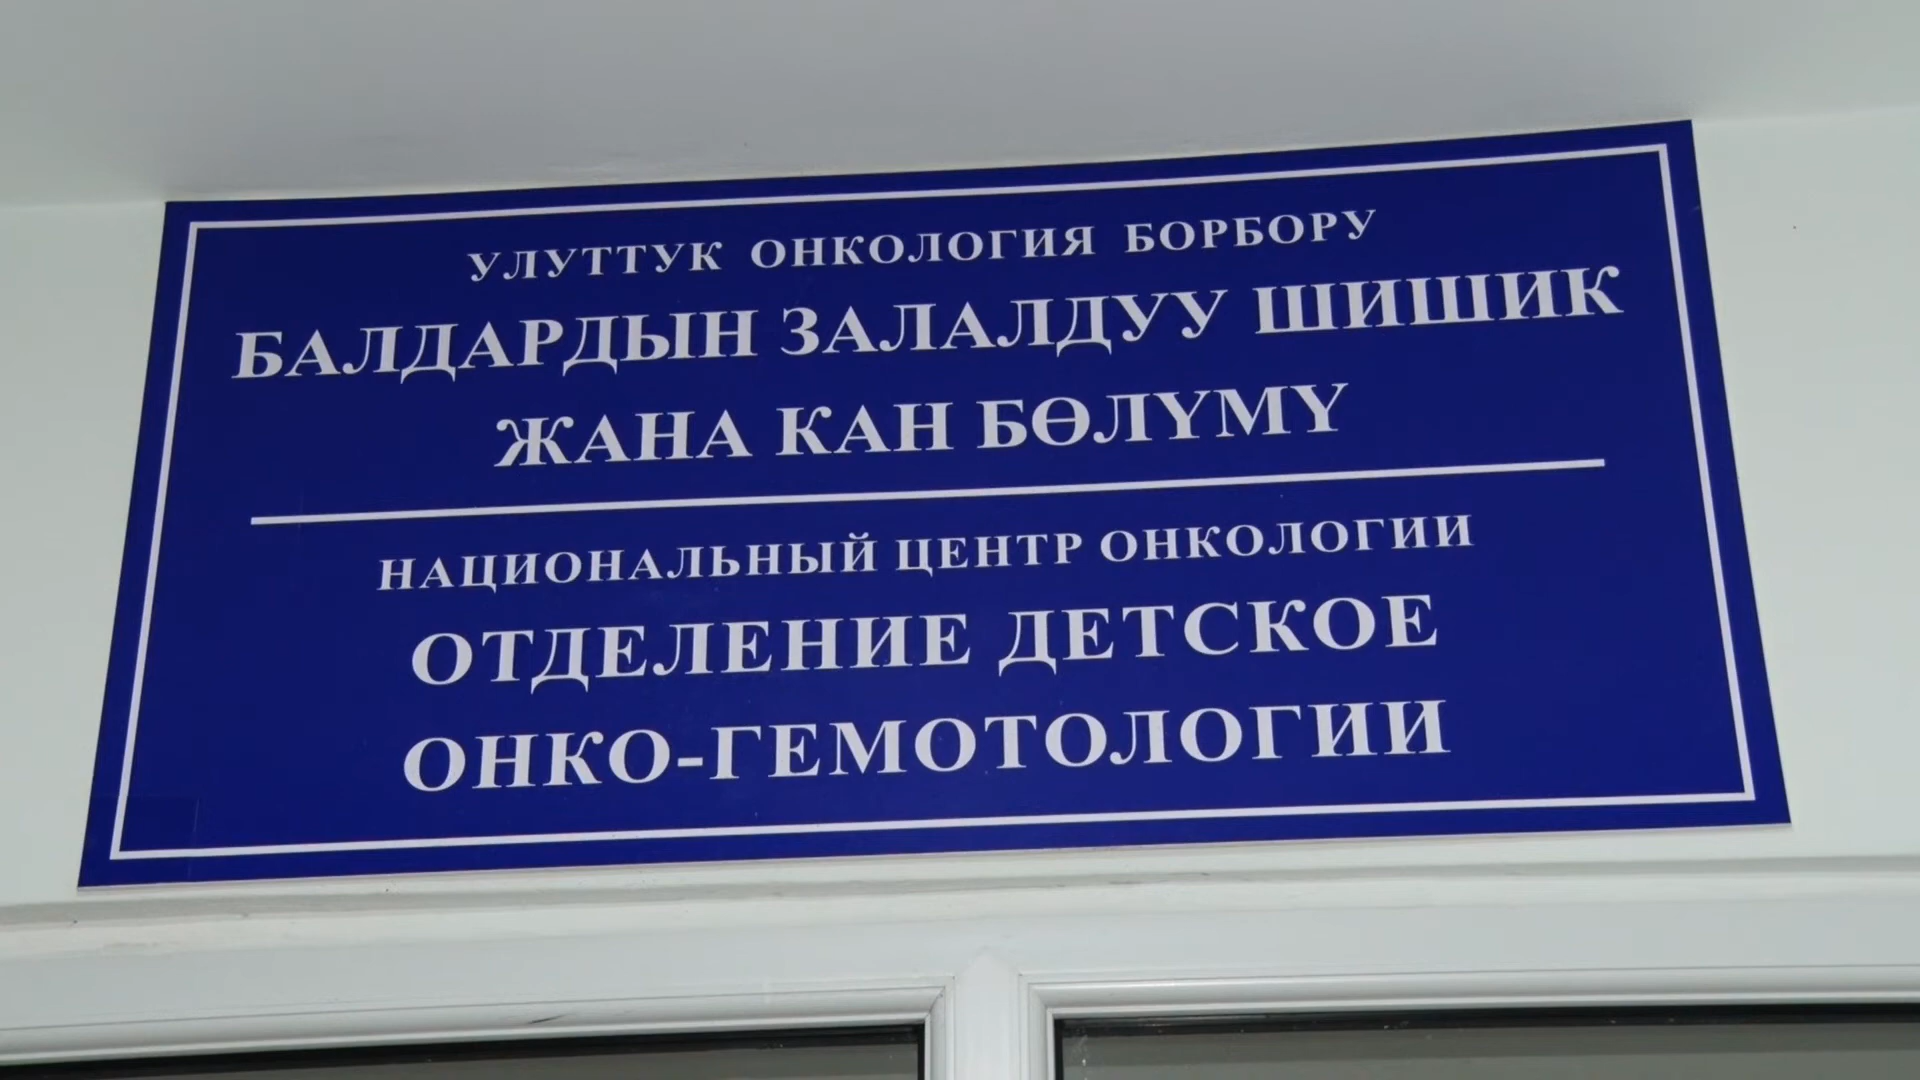 УЛУТТУК ОНКОЛОГИЯ БОРБОРУ
БАЛДАРДЫН ЗАЛАЛДУУ ШИШИК
ЖАНА КАН БӨЛҮМҮ
НАЦИОНАЛЬНЫЙ ЦЕНТР ОНКОЛОГИИ
ОТДЕЛЕНИЕ ДЕТСКОЕ
ОНКО-ГЕМОТОЛОГИИ